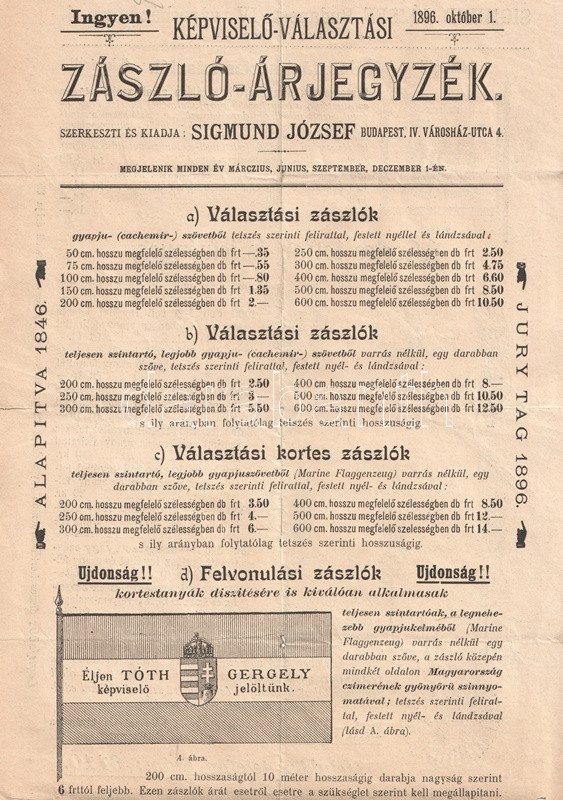 Ingyen!
KÉPVISELŐ-VÁLASZTÁSI
1896. október 1.
ZÁSZLÓ-ÁRJEGYZÉK.
SZERKESZTI ÉS KIADJA: SIGMUND JÓZSEF BUDAPEST, IV. VÁROSHÁZ-UTCA 4.
MEGJELENIK MINDEN ÉV MÁRCZIUS, JUNIUS, SZEPTEMBER, DECZEMBER 1-ÉN.
ALAPITVA 1846.
a) Választási zászlók
gyapju- (cachemir-) szövetből tetszés szerinti felirattal, festett nyéllel és lándzsával:
50 cm. hosszu megfelelő szélességben db frt —.35
75 cm. hosszu megfelelő szélességben db frt —.55
100 cm. hosszu megfelelő szélességben db frt —.80
150 cm. hosszu megfelelő szélességben db frt 1.35
200 cm. hosszu megfelelő szélességben db frt 2.—
250 cm. hosszu megfelelő szélességben db frt 2.50
300 cm. hosszu megfelelő szélességben db frt 4.75
400 cm. hosszu megfelelő szélességben db frt 6.60
500 cm. hosszu megfelelő szélességben db frt 8.50
600 cm. hosszu megfelelő szélességben db frt 10.50
b) Választási zászlók
teljesen szintartó, legjobb gyapju- (cachemir-) szövetből varrás nélkül, egy darabban
szőve, tetszés szerinti felirattal, festett nyél- és lándzsával:
200 cm. hosszu megfelelő szélességben db frt 2.50
250 cm. hosszu megfelelő szélességben db frt 3.—
300 cm. hosszu megfelelő szélességben db frt 5.50
400 cm. hosszu megfelelő szélességben db frt 8.—
500 cm. hosszu megfelelő szélességben db frt 10.50
600 cm. hosszu megfelelő szélességben db frt 12.50
s ily arányban folytatólag tetszés szerinti hosszuságig
c) Választási kortes zászlók
teljesen szintartó, legjobb gyapjuszövetből (Marine Flaggenzeug) varrás nélkül, egy
darabban szőve, tetszés szerinti felirattal, festett nyél- és lándzsával:
200 cm. hosszu megfelelő szélességben db frt 3.50
250 cm. hosszu megfelelő szélességben db frt 4.—
300 cm. hosszu megfelelő szélességben db frt 6.—
400 cm. hosszu megfelelő szélességben db frt 8.50
500 cm. hosszu megfelelő szélességben db frt 12.—
600 cm. hosszu megfelelő szélességben db frt 14.—
s ily arányban folytatólag tetszés szerinti hosszuságig.
JURY TAG 1896.
Ujdonság!! d) Felvonulási zászlók Ujdonság!!
kortestanyák diszitésére is kiválóan alkalmasak
Éljen TÓTH GERGELY
képviselő jelöltünk.
A. ábra.
teljesen szintartóak, a legnehe-
zebb gyapjukelméből (Marine
Flaggenzeug) varrás nélkül egy
darabban szőve, a zászló közepén
mindkét oldalon Magyarország
czimerének gyönyörü szinnyo-
matával; tetszés szerinti felirat-
tal, festett nyél- és lándzsával
(lásd A. ábra).
200 cm. hosszaságtól 10 méter hosszaságig darabja nagyság szerint
6 frttól feljebb. Ezen zászlók árát esetről esetre a szükséglet szerint kell megállapitani.